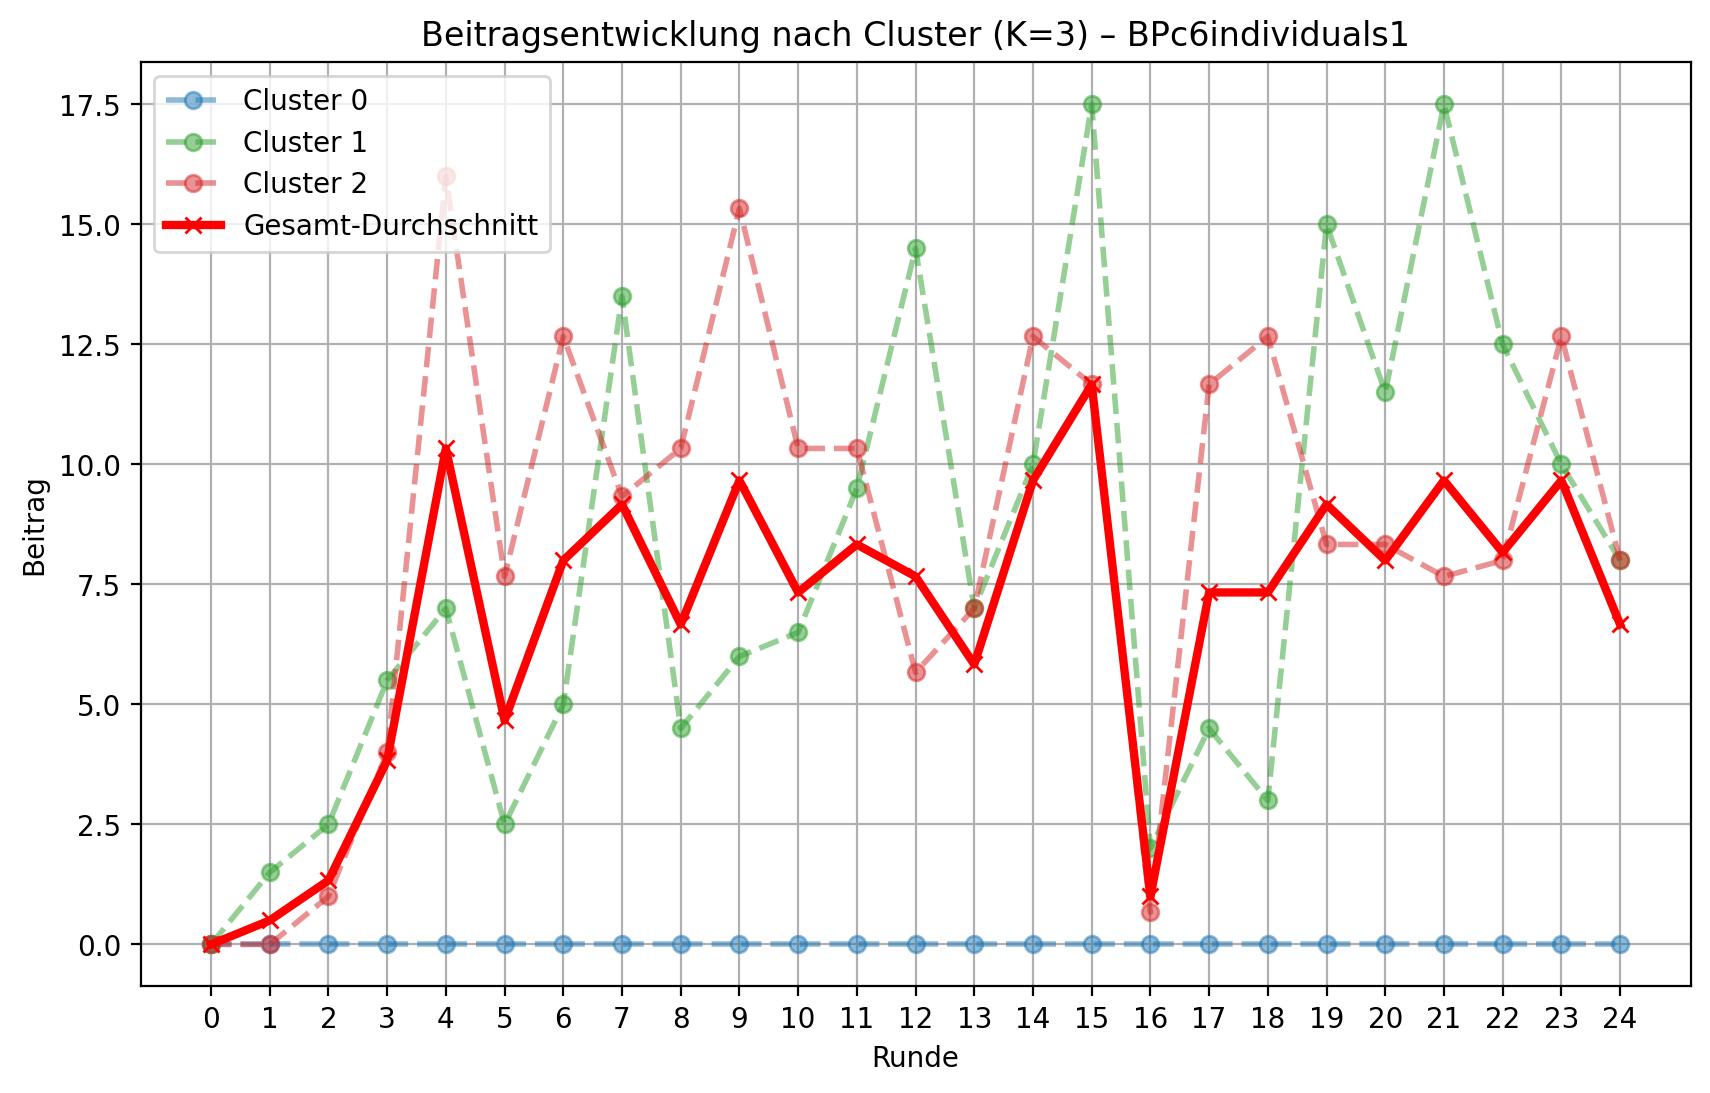 Beitragsentwicklung nach Cluster (K=3) – BPc6individuals1
Cluster 0
Cluster 1
Cluster 2
Gesamt-Durchschnitt
17.5
15.0
12.5
10.0
7.5
5.0
2.5
0.0
Beitrag
0 1 2 3 4 5 6 7 8 9 10 11 12 13 14 15 16 17 18 19 20 21 22 23 24
Runde